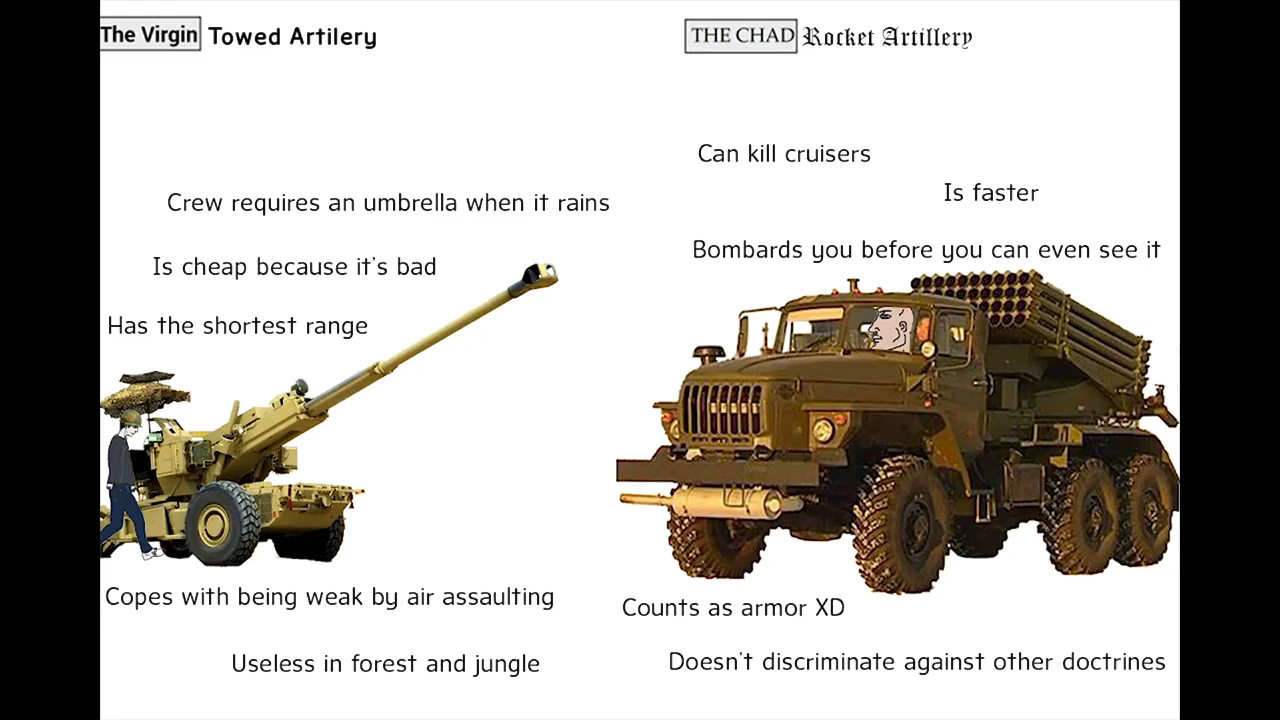 The Virgin Towed Artilery
Crew requires an umbrella when it rains
Is cheap because it's bad
Has the shortest range
Copes with being weak by air assaulting
Useless in forest and jungle
THE CHAD Rocket Artillery
Can kill cruisers
Is faster
Bombards you before you can even see it
Counts as armor XD
Doesn't discriminate against other doctrines